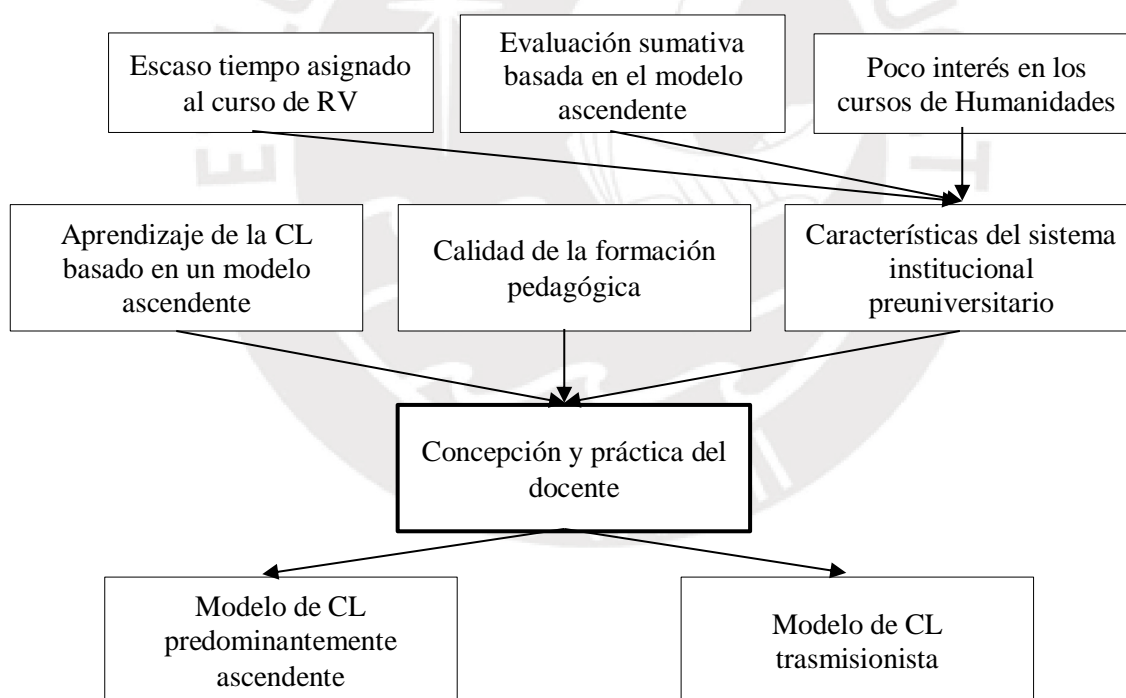 Escaso tiempo asignado
al curso de RV
Evaluación sumativa
basada en el modelo
ascendente
Poco interés en los
cursos de Humanidades
Aprendizaje de la CL
basado en un modelo
ascendente
Calidad de la formación
pedagógica
Características del sistema
institucional
preuniversitario
Concepción y práctica del
docente
Modelo de CL
predominantemente
ascendente
Modelo de CL
trasmisionista